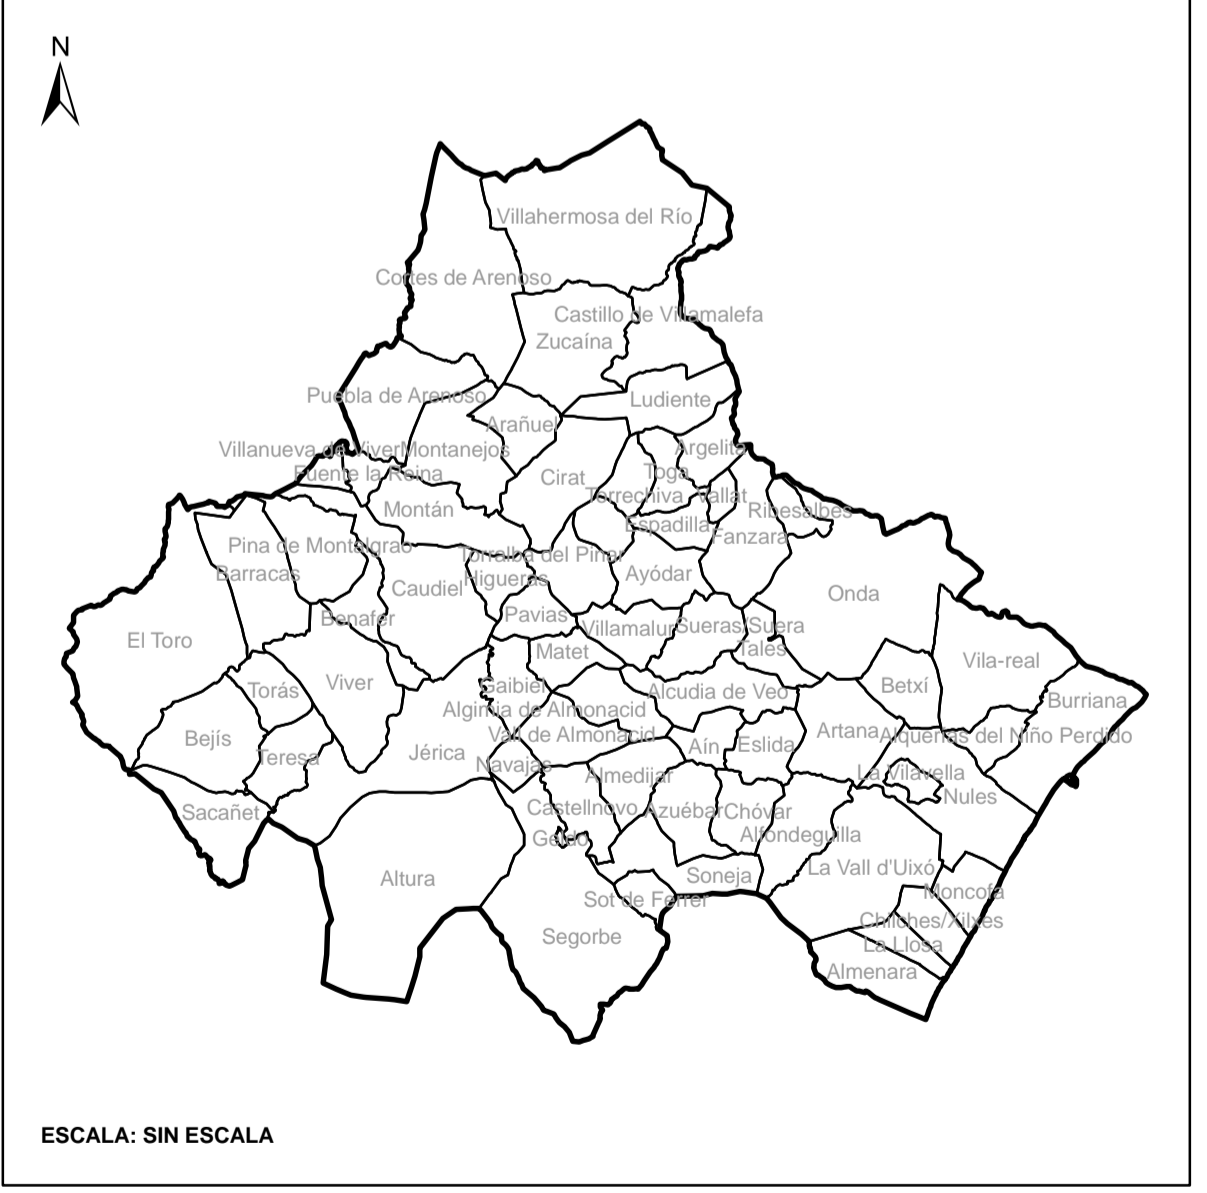 N
Villahermosa del Río
Cortes de Arenoso
Castillo de Villamalefa
Zucaína
Puebla de Arenoso
Ludiente
Arañuel
Villanueva de Viver
Montanejos
Argelita
Fuente la Reina
Cirat
Toga
Torrechiva
Vallat
Montán
Ribesalbes
Espadilla
Fanzara
Pina de Montalgrao
Torralba del Pinar
Barracas
Higueras
Ayódar
Caudiel
Onda
Benafer
Pavias
Villamalur
Sueras/Suera
El Toro
Matet
Tales
Vila-real
Torás
Viver
Gaibiel
Alcudia de Veo
Betxí
Burriana
Algimia de Almonacid
Bejís
Vall de Almonacid
Artana
Alquerías del Niño Perdido
Jérica
Aín
Eslida
Teresa
Navajas
Almedijar
La Vilavella
Nules
Sacañet
Castellnovo
Azuébar
Chóvar
Geldo
Alfondeguilla
Altura
Soneja
La Vall d'Uixó
Sot de Ferrer
Moncofa
Segorbe
Chilches/Xilxes
La Llosa
Almenara
ESCALA: SIN ESCALA